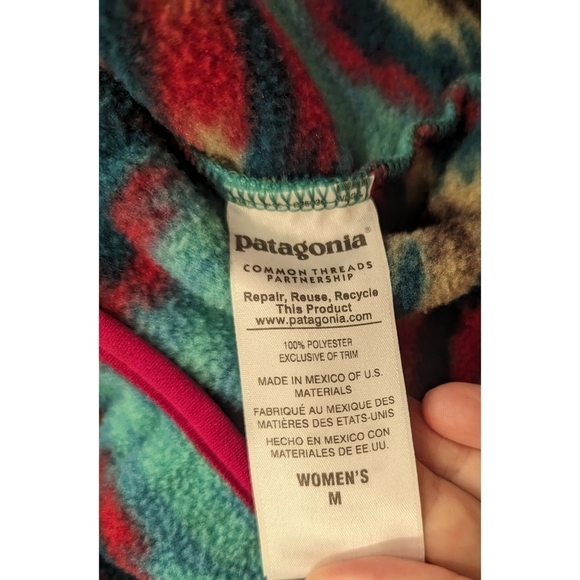 patagonia®
COMMON THREADS
PARTNERSHIP
Repair, Reuse, Recycle
This Product
www.patagonia.com
100% POLYESTER
EXCLUSIVE OF TRIM
MADE IN MEXICO OF U.S.
MATERIALS
FABRIQUÉ AU MEXIQUE DES
MATIÈRES DES ETATS-UNIS
HECHO EN MEXICO CON
MATERIALES DE EE.UU.
WOMEN'S
M